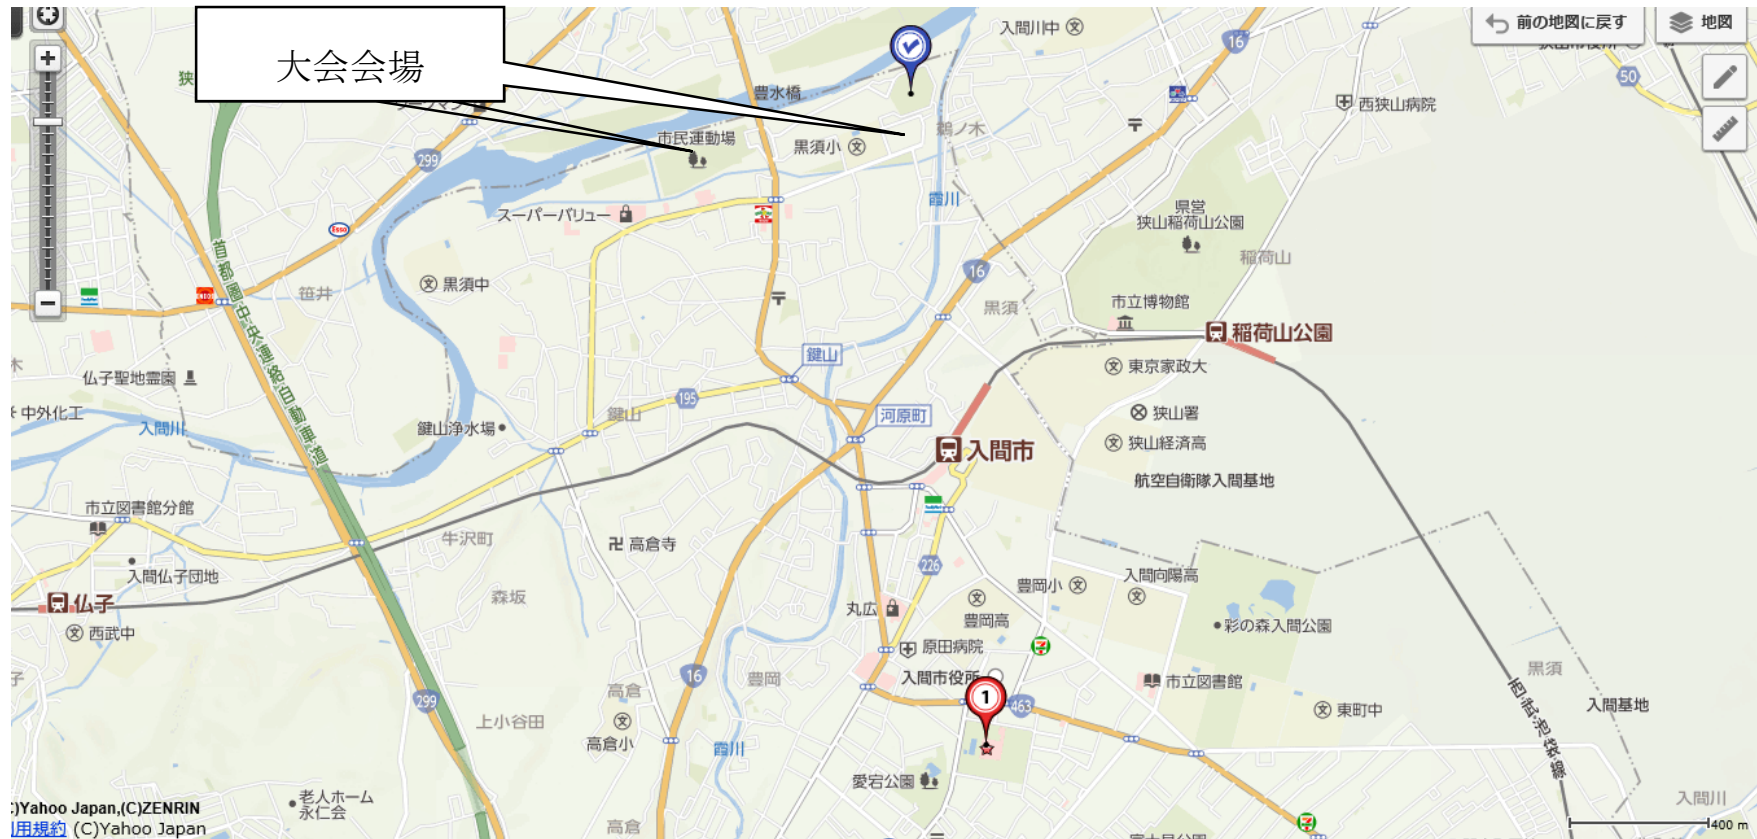 大会会場
入間川中
前の地図に戻す
地図
16
50
狭
豊水橋
西狭山病院
市民運動場
黒須小
鵜ノ木
299
霞川
スーパーバリュー
県営
狭山稲荷山公園
稲荷山
Esso
16
黒須中
笹井
黒須
市立博物館
首都圏中央連絡自動車道
稲荷山公園
鍵山
東京家政大
木
仏子聖地霊園
195
中外化工
鍵山
河原町
狭山署
入間川
鍵山浄水場
狭山経済高
入間市
航空自衛隊入間基地
市立図書館分館
牛沢町
高倉寺
226
入間仏子団地
豊岡小
入間向陽高
森坂
仏子
丸広
豊岡高
西武中
彩の森入間公園
原田病院
子
16
豊岡
入間市役所
市立図書館
黒須
高倉
299
1
463
入間基地
東町中
上小谷田
高倉小
霞川
西武池袋線
愛宕公園
老人ホーム
永仁会
入間川
:)Yahoo Japan,(C)ZENRIN
用規約 (C)Yahoo Japan
高倉
400 m
富士見公園